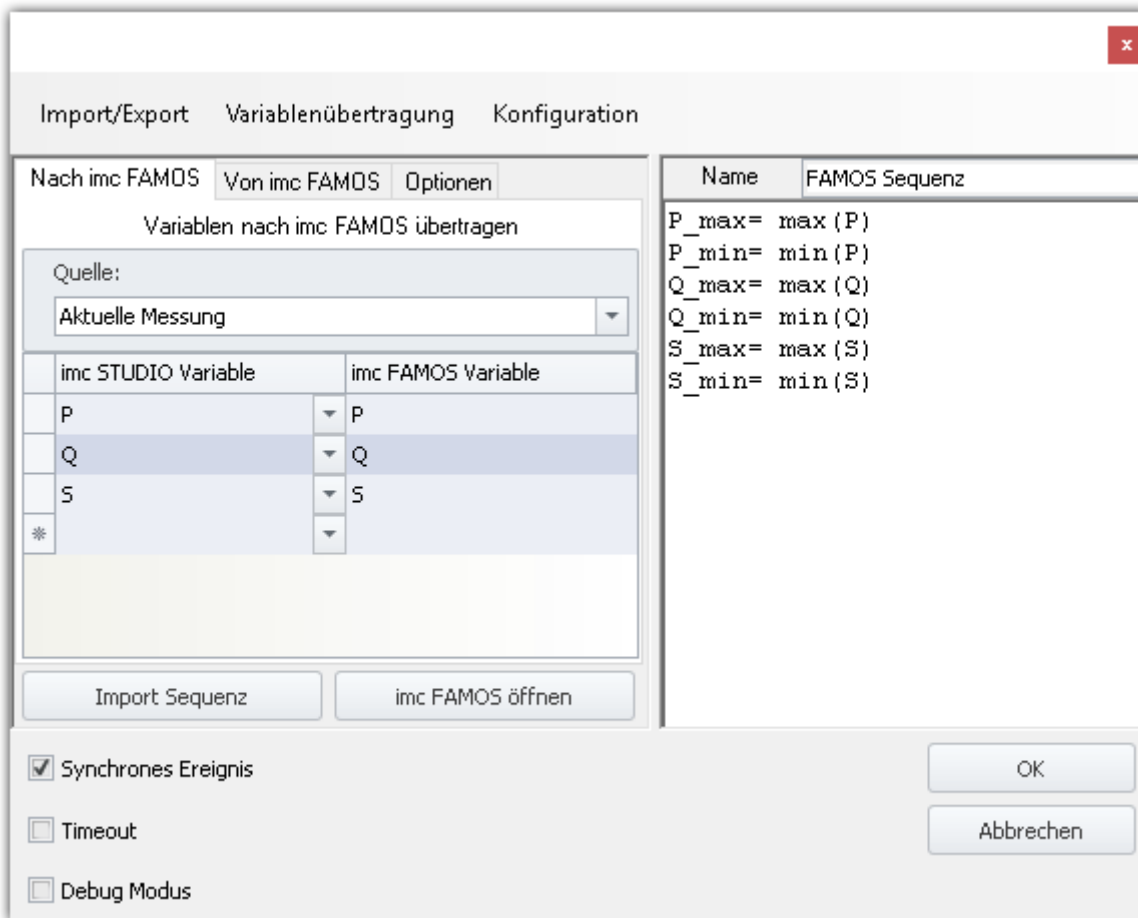 x
Import/Export Variablenübertragung Konfiguration
Nach imc FAMOS Von imc FAMOS Optionen
Variablen nach imc FAMOS übertragen
Quelle:
Aktuelle Messung
imc STUDIO Variable imc FAMOS Variable
P P
Q Q
S S
Import Sequenz imc FAMOS öffnen
Name FAMOS Sequenz
P_max= max(P)
P_min= min(P)
Q_max= max(Q)
Q_min= min(Q)
S_max= max(S)
S_min= min(S)
Synchrones Ereignis
Timeout
Debug Modus
OK
Abbrechen